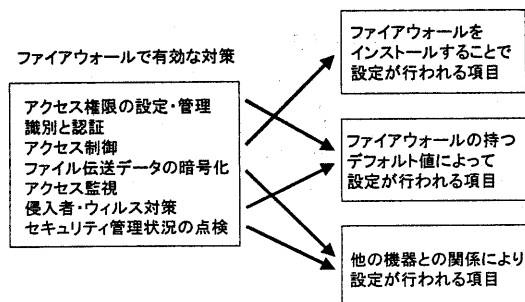 ファイアウォールで有効な対策
アクセス権限の設定・管理
識別と認証
アクセス制御
ファイル伝送データの暗号化
アクセス監視
侵入者・ウィルス対策
セキュリティ管理状況の点検
ファイアウォールを
インストールすることで
設定が行われる項目
ファイアウォールの持つ
デフォルト値によって
設定が行われる項目
他の機器との関係により
設定が行われる項目